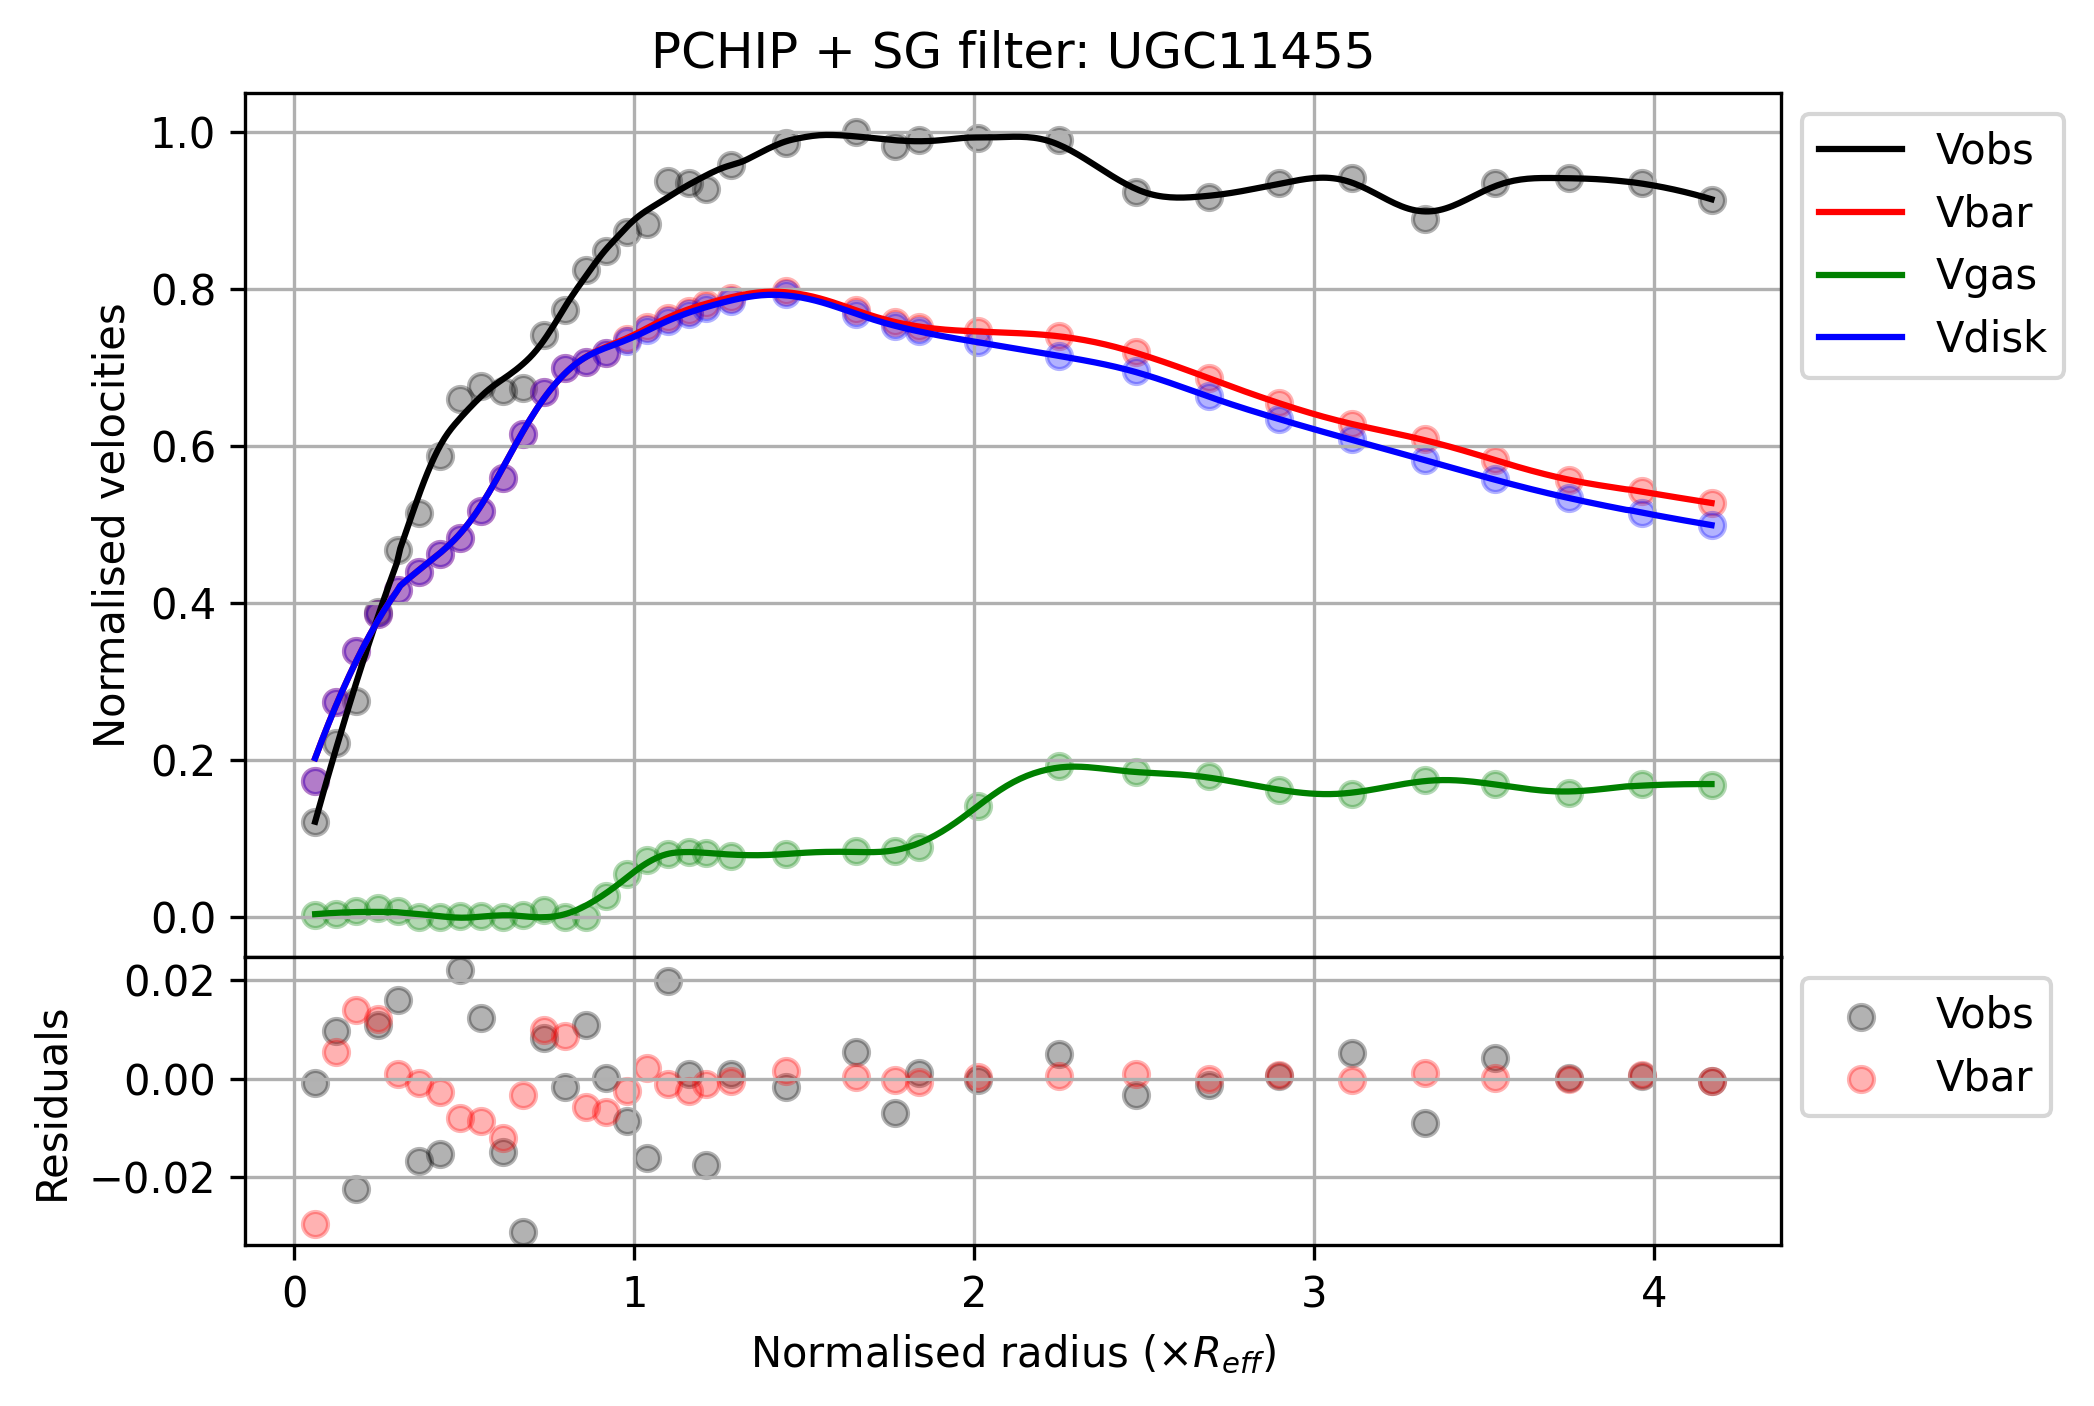 PCHIP + SG filter: UGC11455
Normalised velocities
1.0
0.8
0.6
0.4
0.2
0.0
Vobs
Vbar
Vgas
Vdisk
Residuals
0.02
0.00
−0.02
Vobs
Vbar
0 1 2 3 4
Normalised radius (×R_eff)